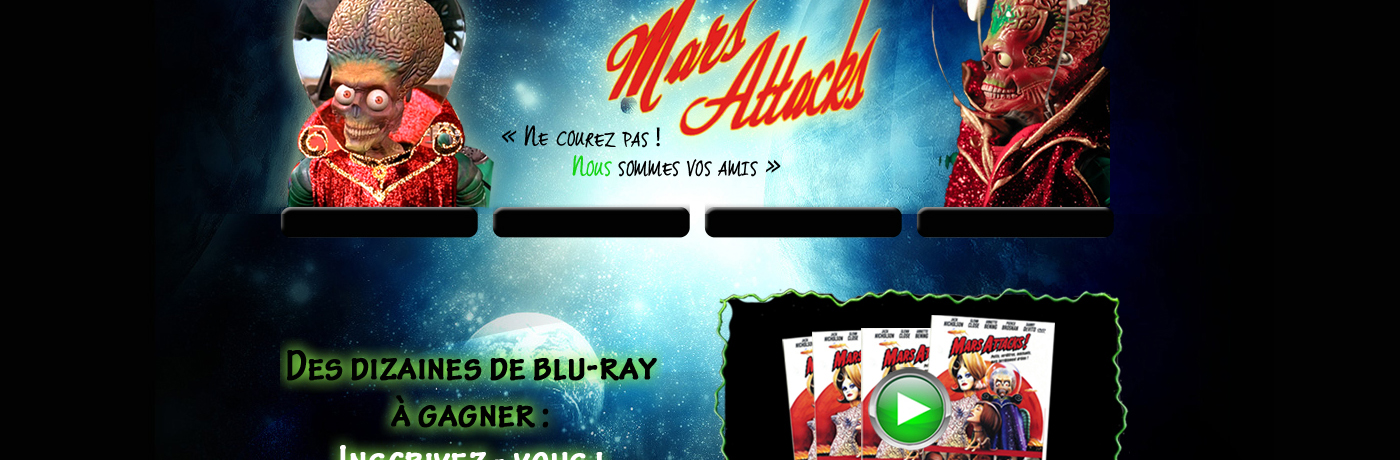 Mars
Attacks
« Ne courez pas !
Nous sommes vos amis »
Des dizaines de blu-ray
à gagner :
Inscrivez - vous !
Mars Attacks!